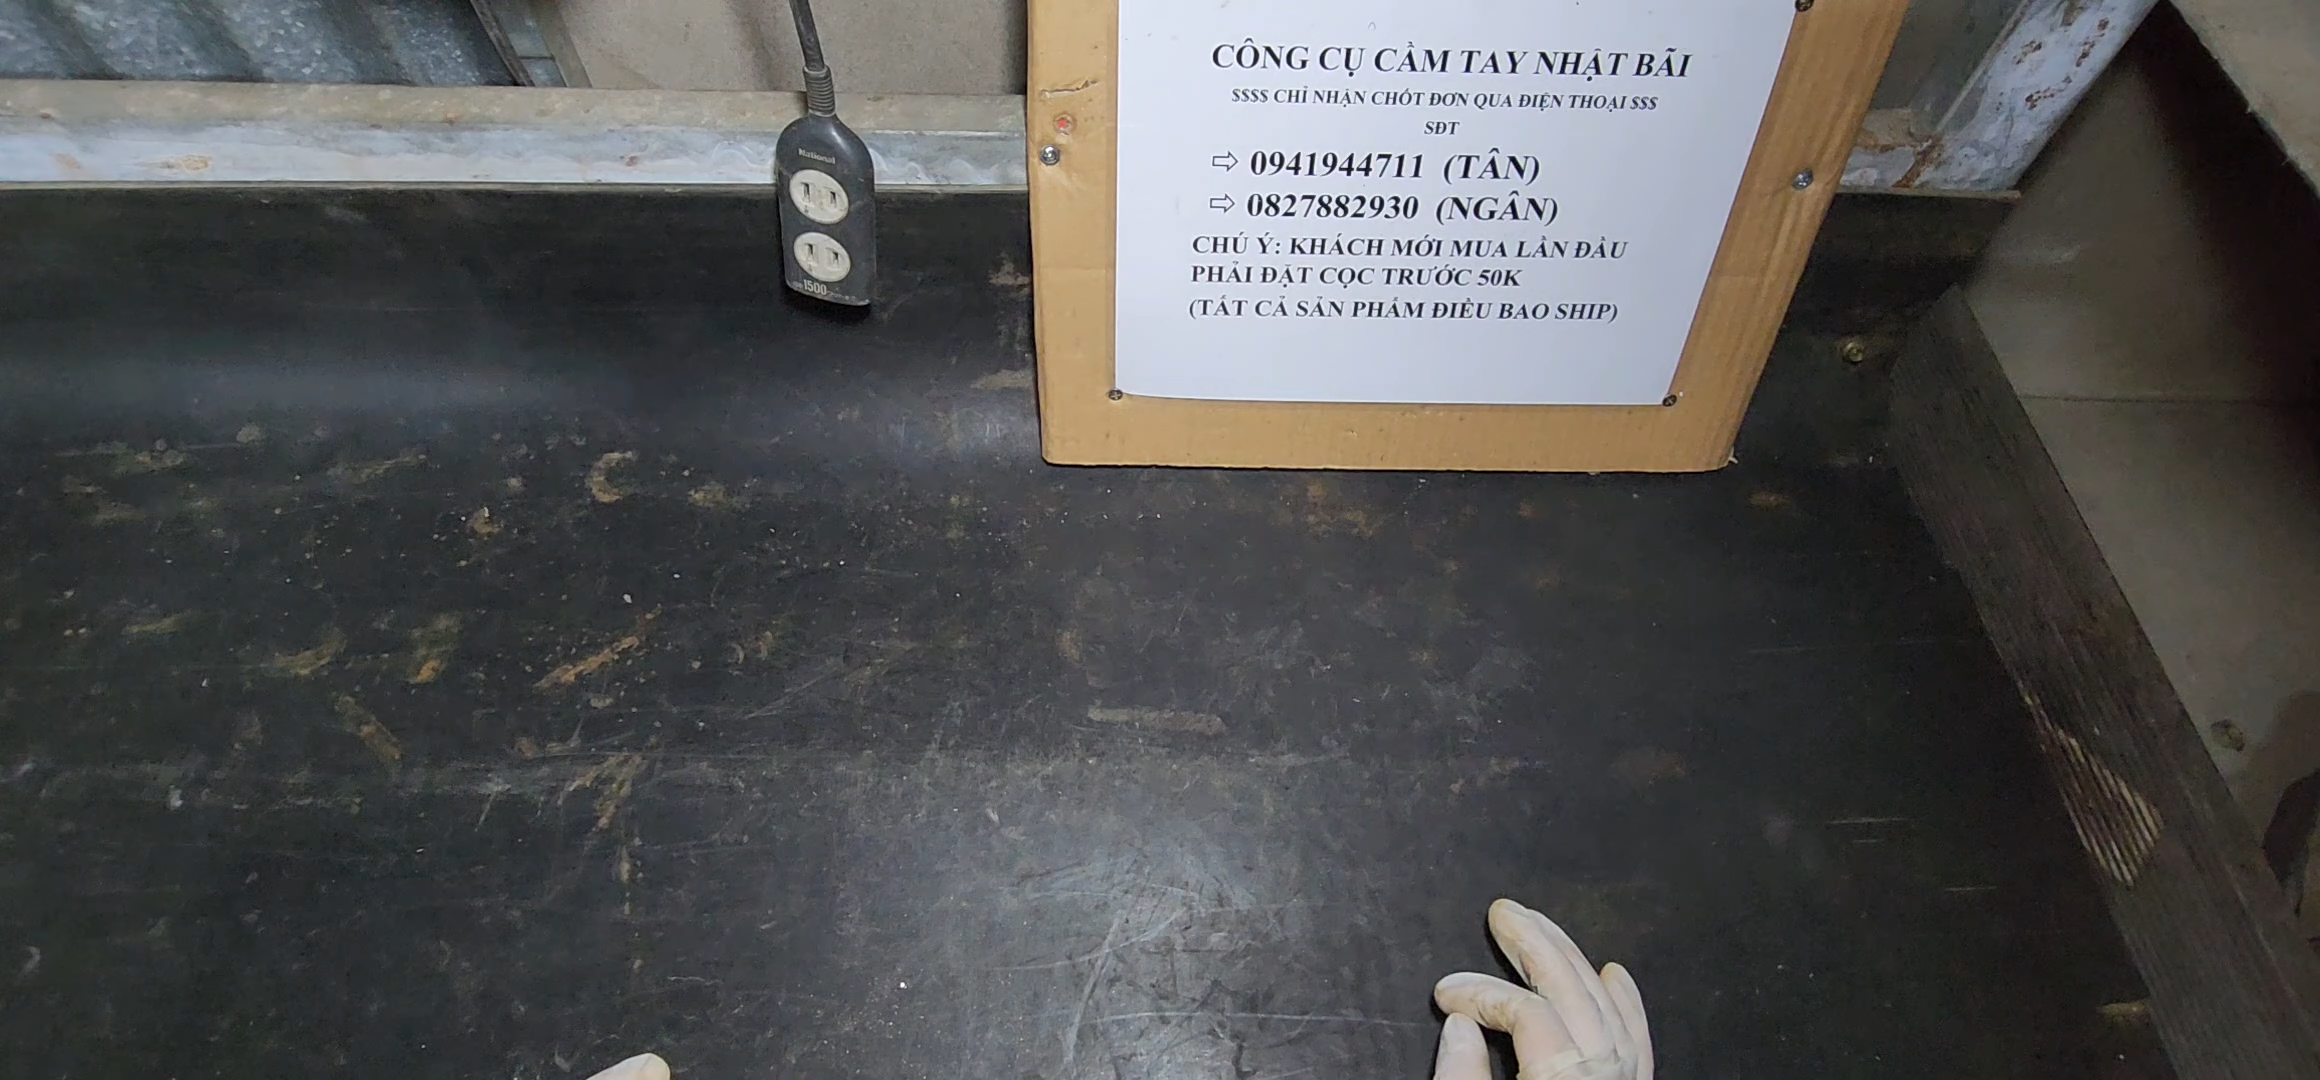 CÔNG CỤ CẦM TAY NHẬT BÃI
$$$$ CHỈ NHẬN CHỐT ĐƠN QUA ĐIỆN THOẠI $$$
SĐT
⇨ 0941944711 (TÂN)
⇨ 0827882930 (NGÂN)
CHÚ Ý: KHÁCH MỚI MUA LẦN ĐẦU
PHẢI ĐẶT CỌC TRƯỚC 50K
(TẤT CẢ SẢN PHẨM ĐIỀU BAO SHIP)
National
1500